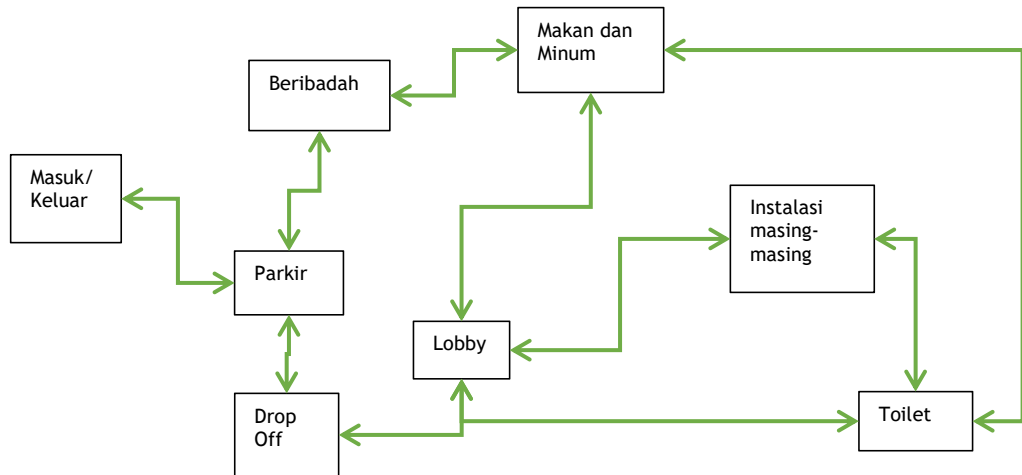 Makan dan
Minum
Beribadah
Masuk/
Keluar
Instalasi
masing-
masing
Parkir
Lobby
Drop
Off
Toilet